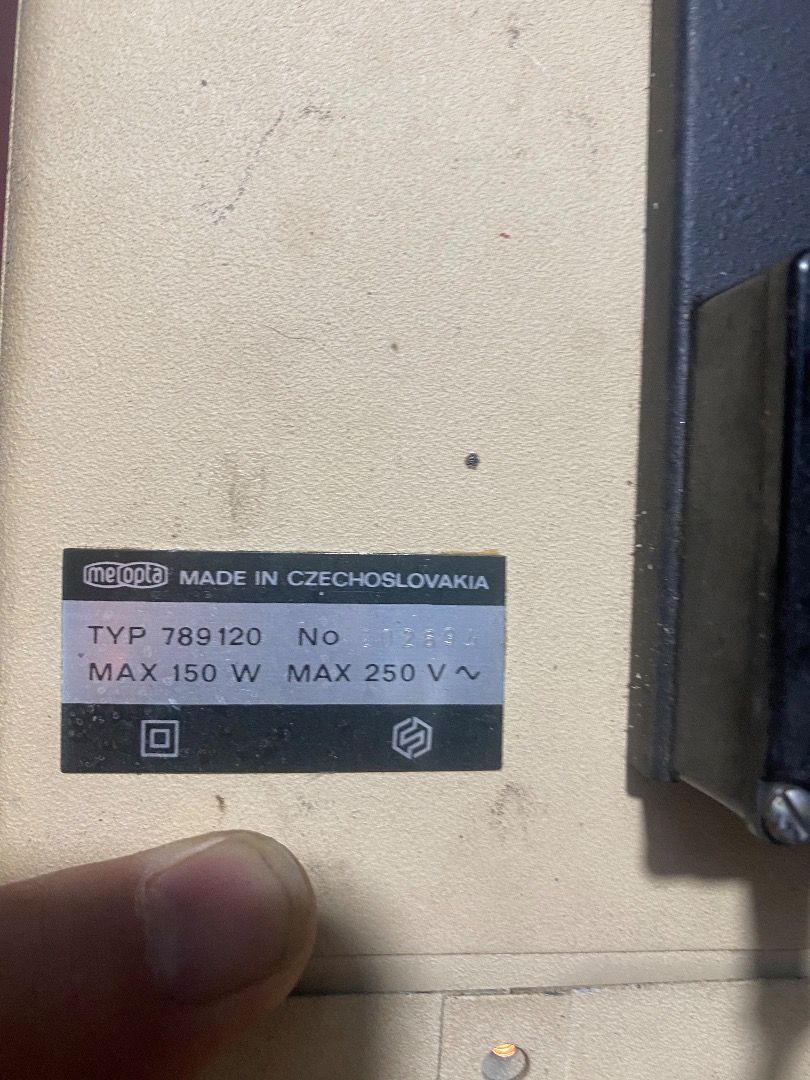 meopta MADE IN CZECHOSLOVAKIA
TYP 789120 No
MAX 150 W MAX 250 V ~